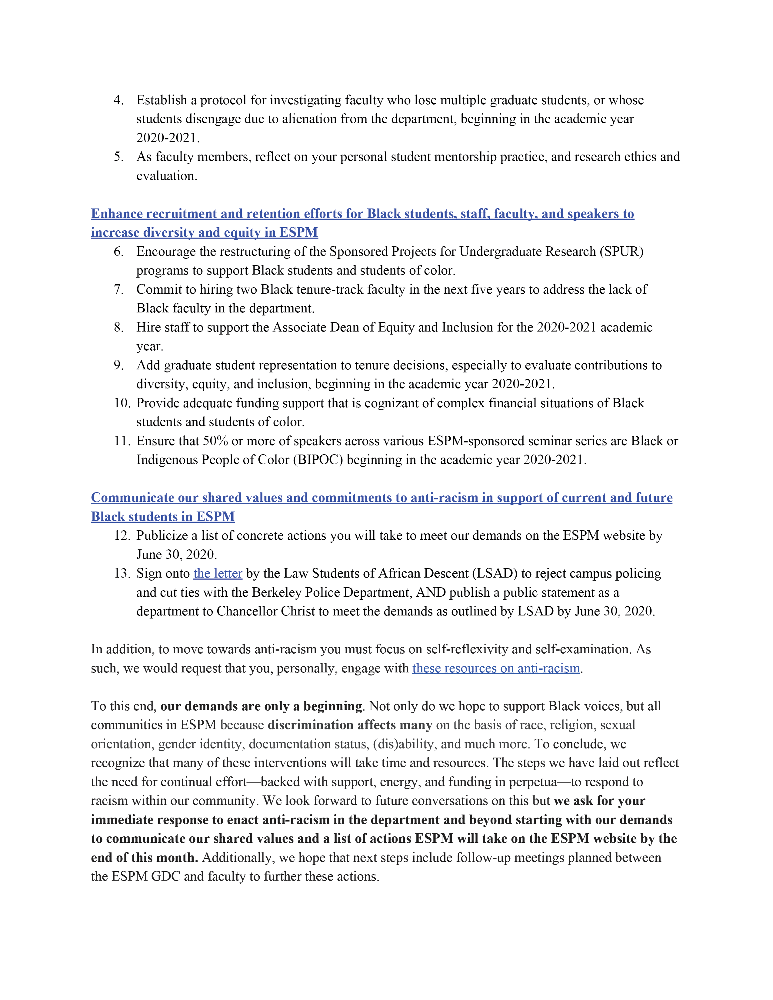 4. Establish a protocol for investigating faculty who lose multiple graduate students, or whose
students disengage due to alienation from the department, beginning in the academic year
2020-2021.
5. As faculty members, reflect on your personal student mentorship practice, and research ethics and
evaluation.
Enhance recruitment and retention efforts for Black students, staff, faculty, and speakers to
increase diversity and equity in ESPM
6. Encourage the restructuring of the Sponsored Projects for Undergraduate Research (SPUR)
programs to support Black students and students of color.
7. Commit to hiring two Black tenure-track faculty in the next five years to address the lack of
Black faculty in the department.
8. Hire staff to support the Associate Dean of Equity and Inclusion for the 2020-2021 academic
year.
9. Add graduate student representation to tenure decisions, especially to evaluate contributions to
diversity, equity, and inclusion, beginning in the academic year 2020-2021.
10. Provide adequate funding support that is cognizant of complex financial situations of Black
students and students of color.
11. Ensure that 50% or more of speakers across various ESPM-sponsored seminar series are Black or
Indigenous People of Color (BIPOC) beginning in the academic year 2020-2021.
Communicate our shared values and commitments to anti-racism in support of current and future
Black students in ESPM
12. Publicize a list of concrete actions you will take to meet our demands on the ESPM website by
June 30, 2020.
13. Sign onto the letter by the Law Students of African Descent (LSAD) to reject campus policing
and cut ties with the Berkeley Police Department, AND publish a public statement as a
department to Chancellor Christ to meet the demands as outlined by LSAD by June 30, 2020.
In addition, to move towards anti-racism you must focus on self-reflexivity and self-examination. As
such, we would request that you, personally, engage with these resources on anti-racism.
To this end, our demands are only a beginning. Not only do we hope to support Black voices, but all
communities in ESPM because discrimination affects many on the basis of race, religion, sexual
orientation, gender identity, documentation status, (dis)ability, and much more. To conclude, we
recognize that many of these interventions will take time and resources. The steps we have laid out reflect
the need for continual effort—backed with support, energy, and funding in perpetua—to respond to
racism within our community. We look forward to future conversations on this but we ask for your
immediate response to enact anti-racism in the department and beyond starting with our demands
to communicate our shared values and a list of actions ESPM will take on the ESPM website by the
end of this month. Additionally, we hope that next steps include follow-up meetings planned between
the ESPM GDC and faculty to further these actions.